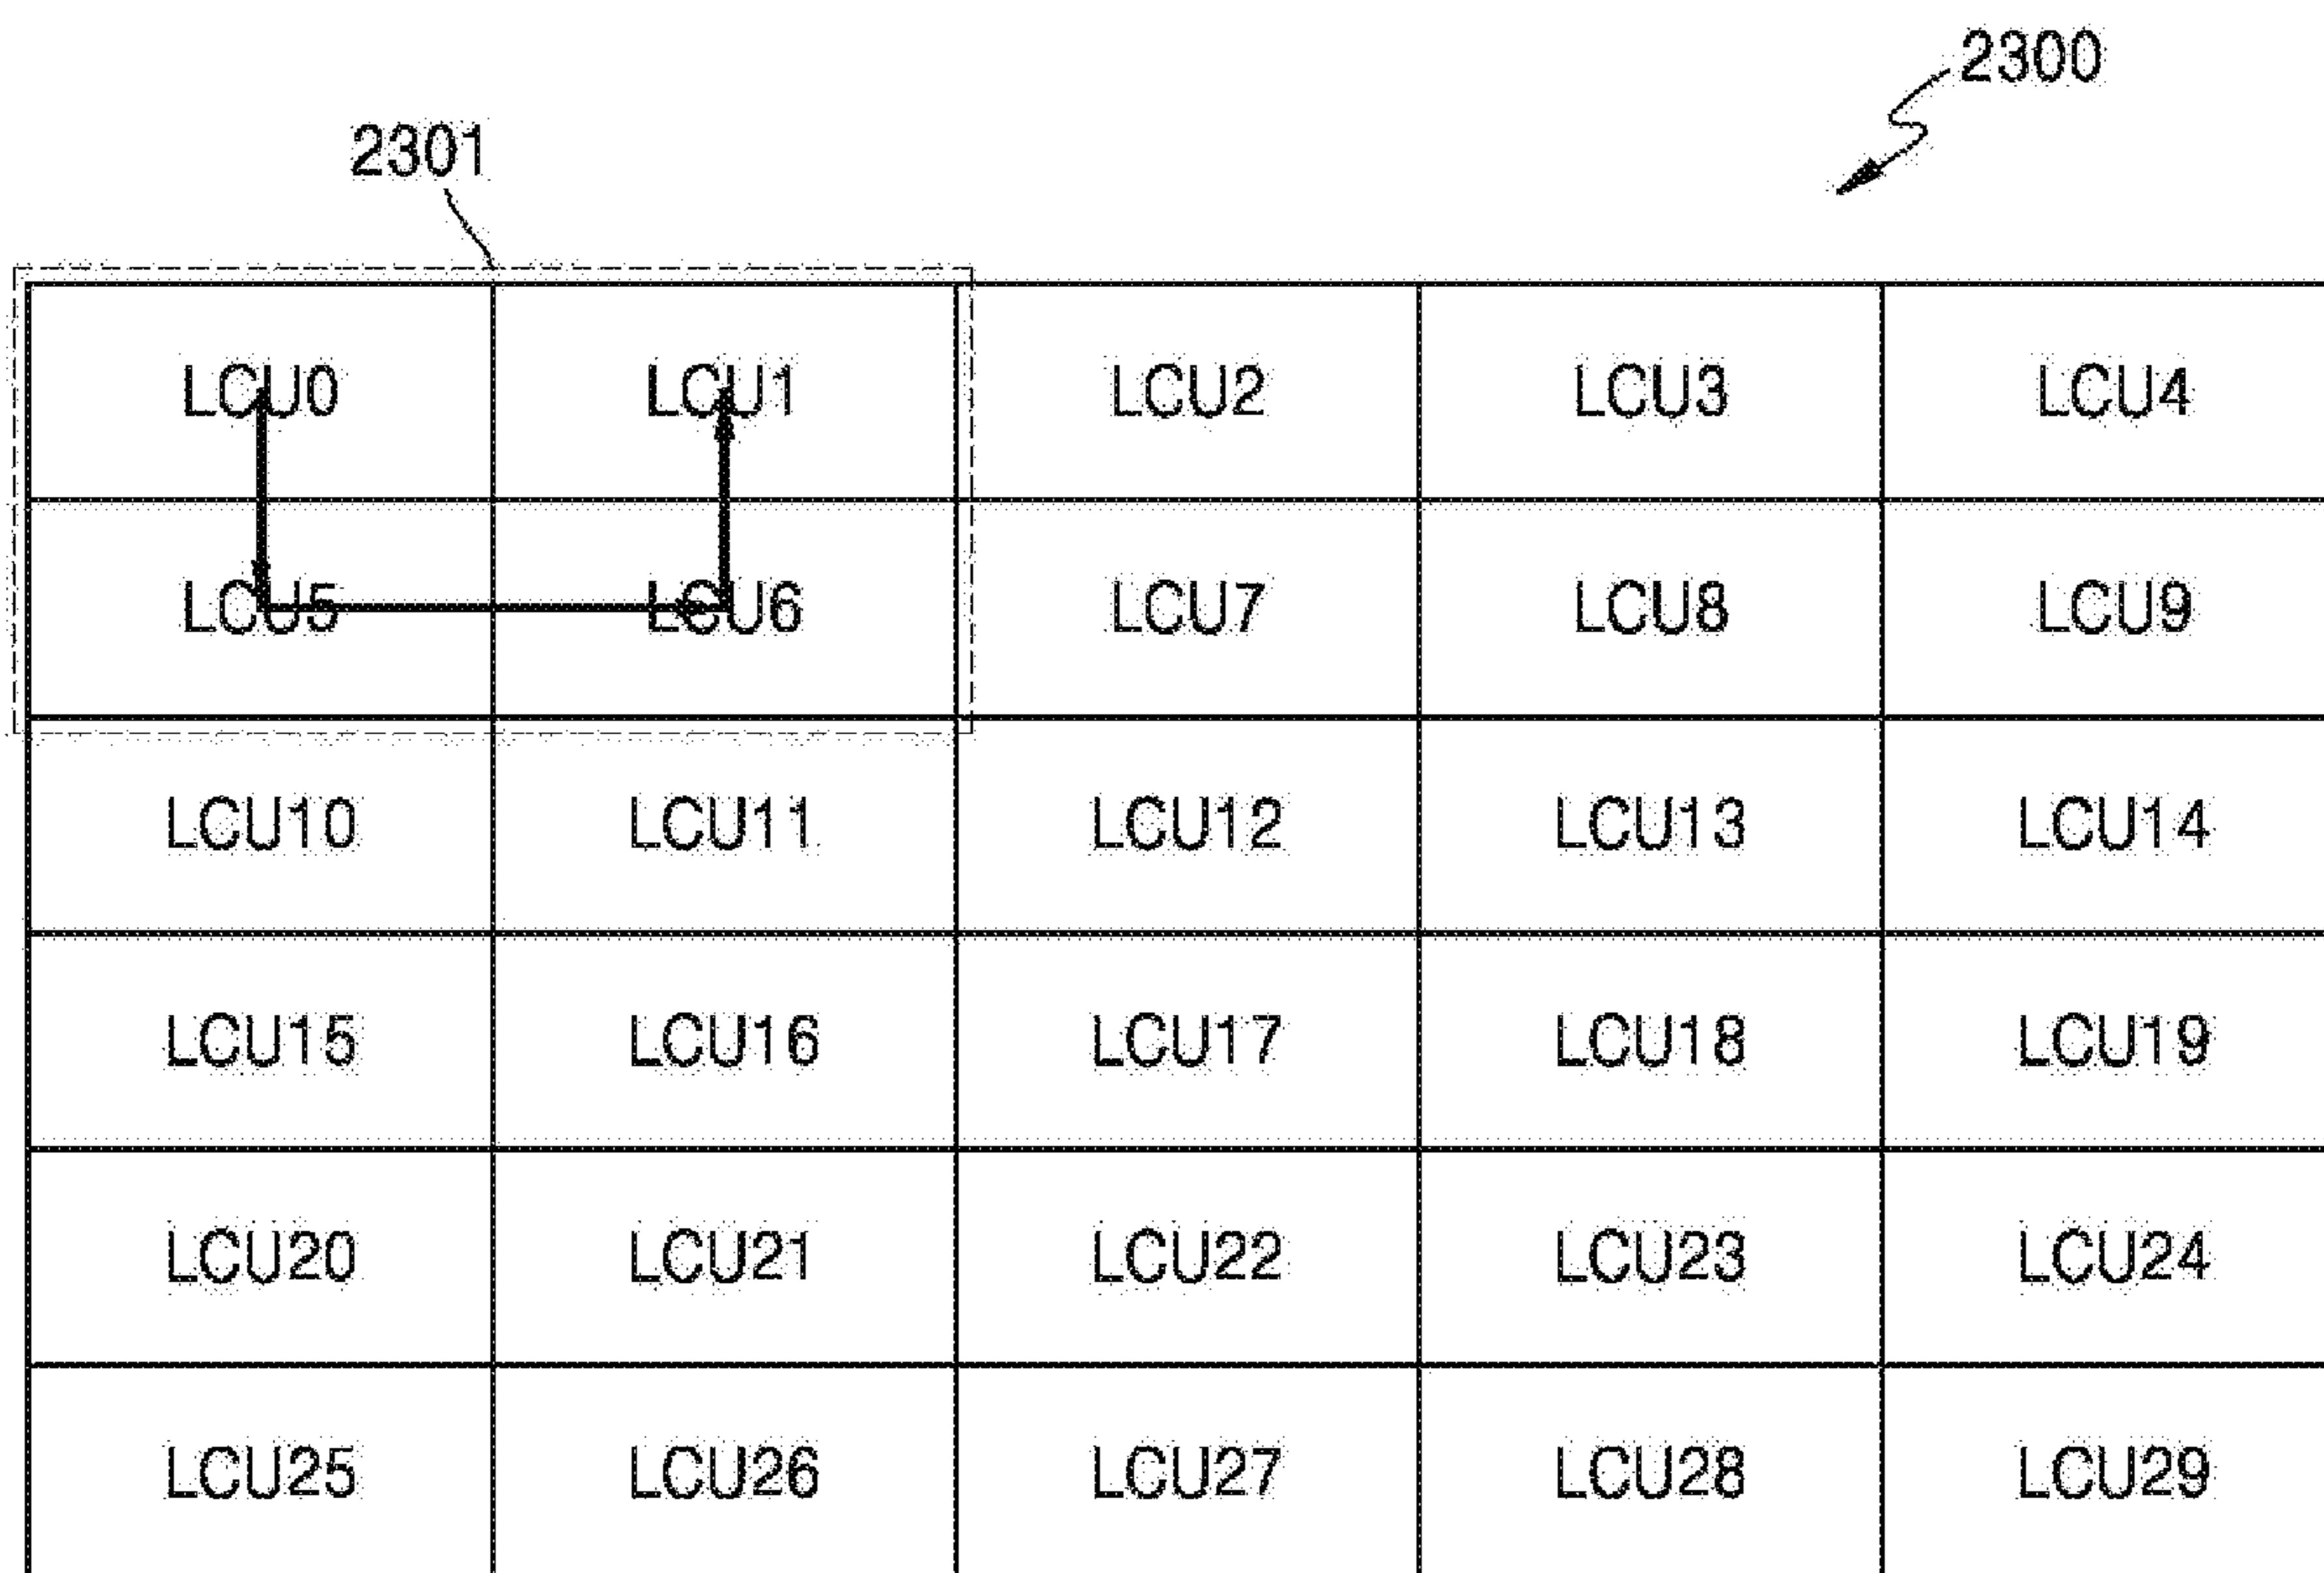 2300
2301
LCU0 LCU1 LCU2 LCU3 LCU4
LCU5 LCU6 LCU7 LCU8 LCU9
LCU10 LCU11 LCU12 LCU13 LCU14
LCU15 LCU16 LCU17 LCU18 LCU19
LCU20 LCU21 LCU22 LCU23 LCU24
LCU25 LCU26 LCU27 LCU28 LCU29